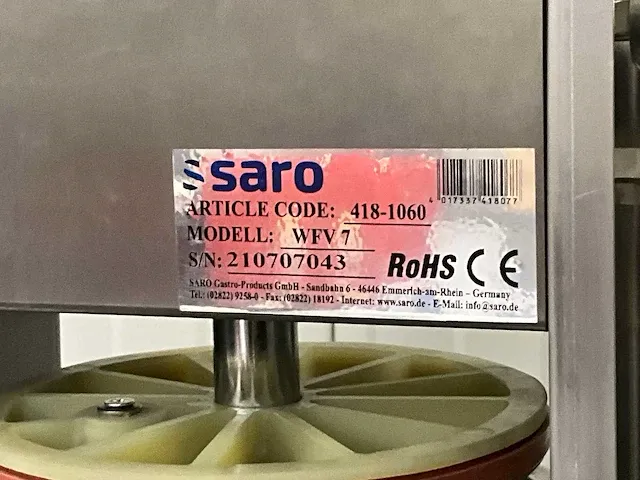 saro
4 017337 418077
ARTICLE CODE: 418-1060
MODELL: WFV 7
S/N: 210707043
RoHS CE
SARO Gastro-Products GmbH - Sandbahn 6 - 46446 Emmerich-am-Rhein – Germany
Tel.: (02822) 9258-0 - Fax: (02822) 18192 - Internet: www.saro.de - E-Mail: info@saro.de